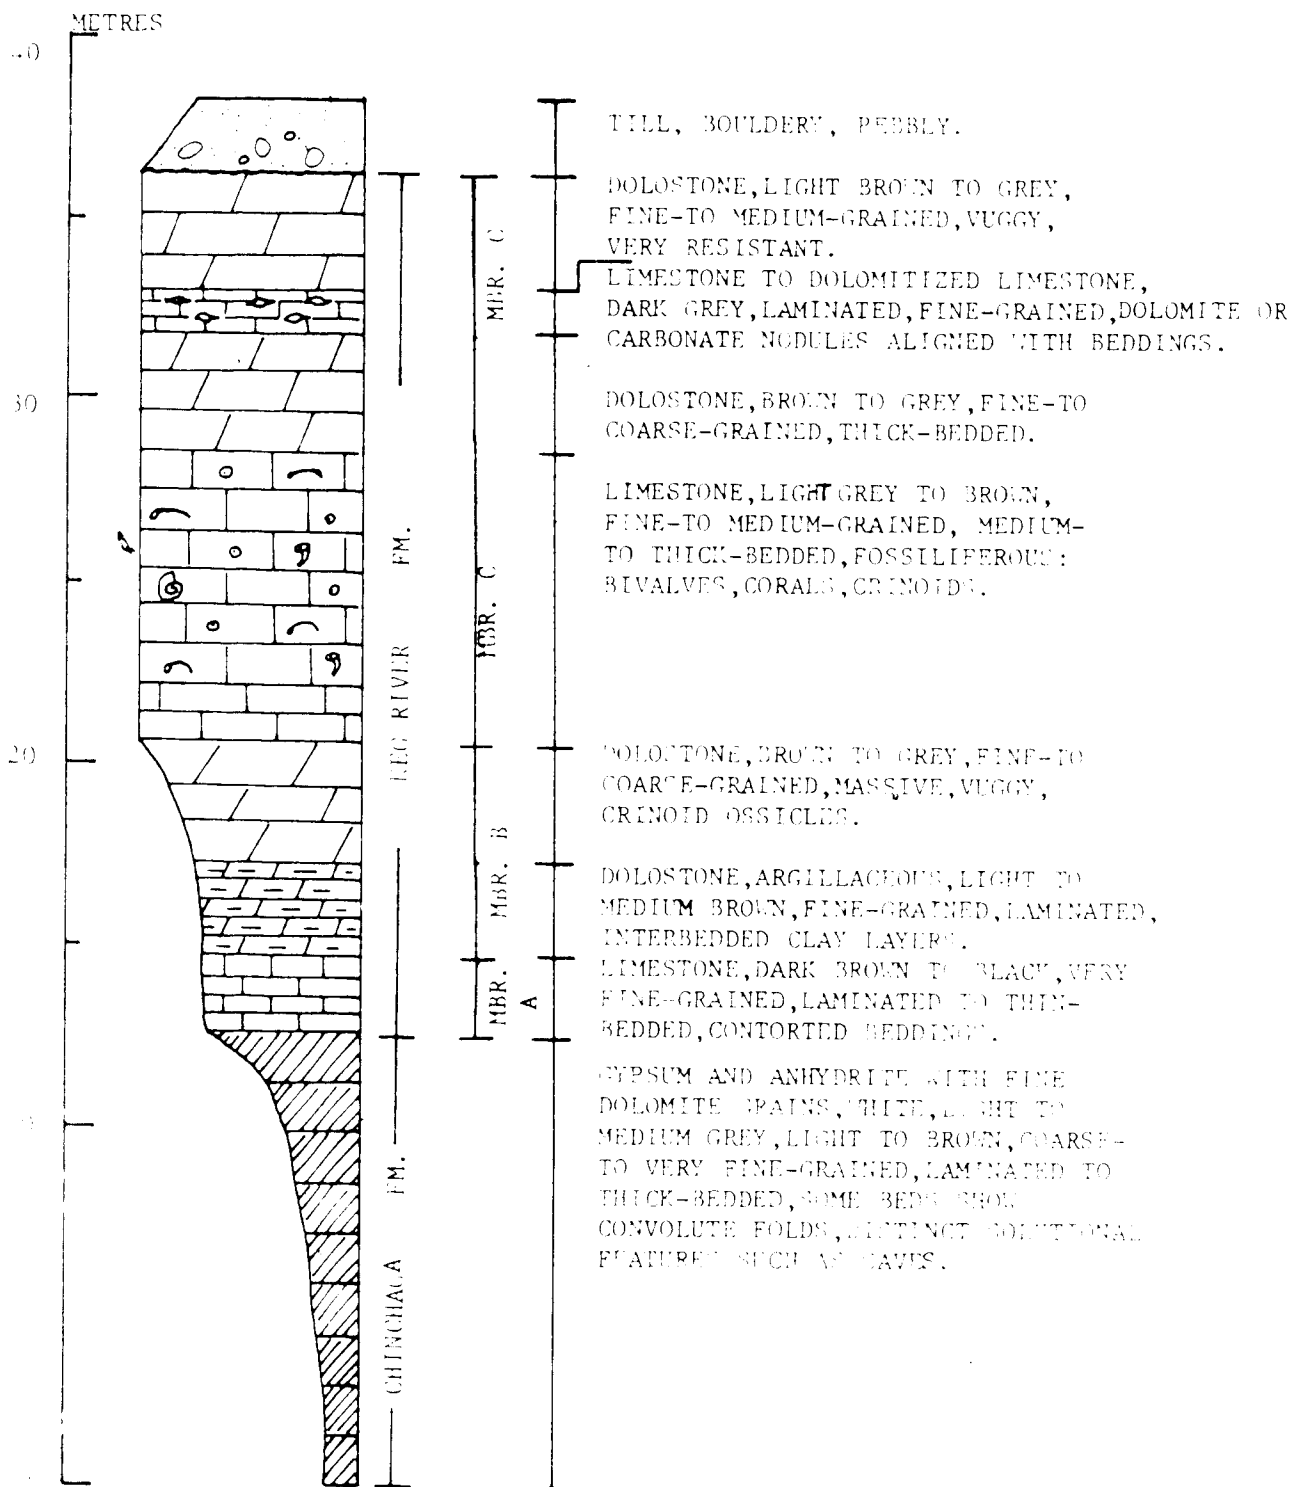 METRES
40
TILL, BOULDERY, PEBBLY.
DOLOSTONE,LIGHT BROWN TO GREY,
FINE-TO MEDIUM-GRAINED,VUGGY,
VERY RESISTANT.
MBR. C
LIMESTONE TO DOLOMITIZED LIMESTONE,
DARK GREY,LAMINATED,FINE-GRAINED,DOLOMITE OR
CARBONATE NODULES ALIGNED WITH BEDDINGS.
30
DOLOSTONE,BROWN TO GREY,FINE-TO
COARSE-GRAINED,THICK-BEDDED.
LIMESTONE,LIGHT GREY TO BROWN,
FINE-TO MEDIUM-GRAINED, MEDIUM-
TO THICK-BEDDED,FOSSILIFEROUS:
BIVALVES,CORALS,CRINOIDS.
KEG RIVER FM.
MBR. C
20
DOLOSTONE,BROWN TO GREY,FINE-TO
COARSE-GRAINED,MASSIVE,VUGGY,
CRINOID OSSICLES.
MBR. B
DOLOSTONE,ARGILLACEOUS,LIGHT TO
MEDIUM BROWN,FINE-GRAINED,LAMINATED,
INTERBEDDED CLAY LAYERS.
MBR. A
LIMESTONE,DARK BROWN TO BLACK,VERY
FINE-GRAINED,LAMINATED TO THIN-
BEDDED,CONTORTED BEDDINGS.
GYPSUM AND ANHYDRITE WITH FINE
DOLOMITE GRAINS,WHITE,LIGHT TO
MEDIUM GREY,LIGHT TO BROWN,COARSE-
TO VERY FINE-GRAINED,LAMINATED TO
THICK-BEDDED,SOME BEDS SHOW
CONVOLUTE FOLDS,DISTINCT SOLUTIONAL
FEATURES SUCH AS CAVES.
CHINCHAGA FM.